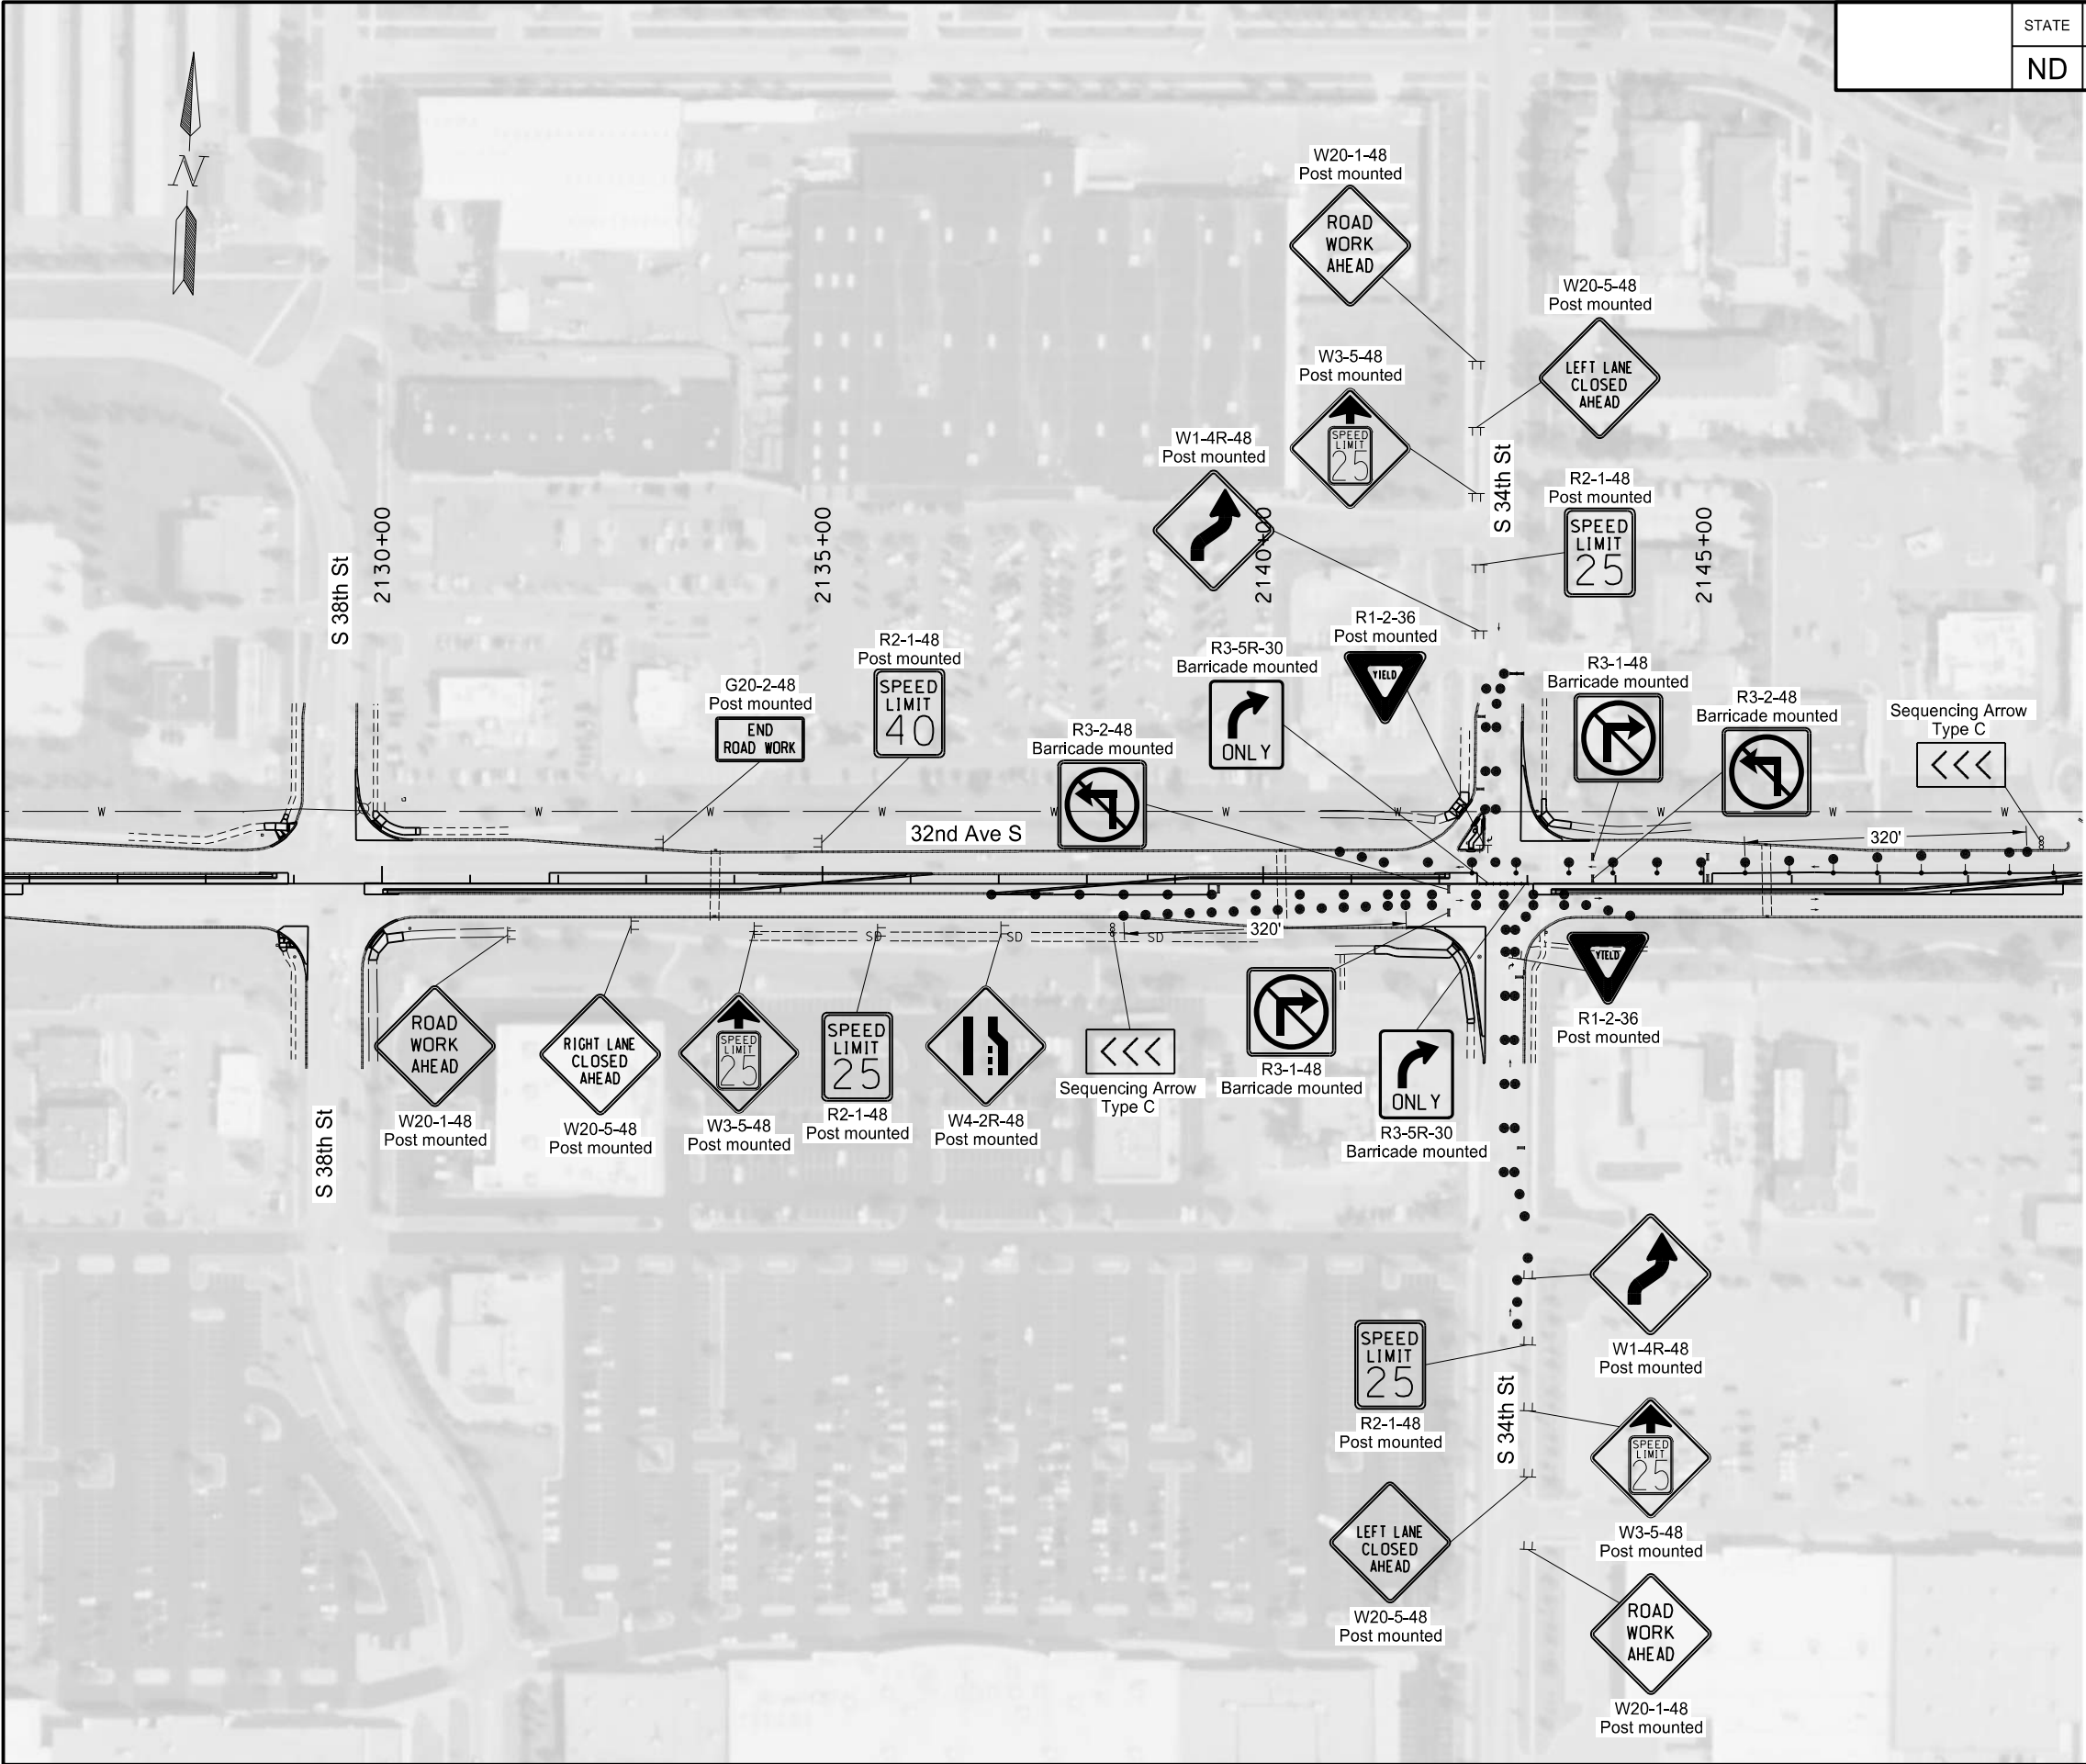 STATE
ND
N
W20-1-48
Post mounted
ROAD
WORK
AHEAD
W20-5-48
Post mounted
LEFT LANE
CLOSED
AHEAD
W3-5-48
Post mounted
SPEED
LIMIT
25
W1-4R-48
Post mounted
S 34th St
R2-1-48
Post mounted
SPEED
LIMIT
25
S 38th St
2130+00
2135+00
2140+00
2145+00
R1-2-36
Post mounted
YIELD
R3-5R-30
Barricade mounted
ONLY
R2-1-48
Post mounted
SPEED
LIMIT
40
G20-2-48
Post mounted
END
ROAD WORK
R3-2-48
Barricade mounted
R3-1-48
Barricade mounted
R3-2-48
Barricade mounted
Sequencing Arrow
Type C
W W W W W W W W W W
32nd Ave S
320'
320'
SD SD SD
ROAD
WORK
AHEAD
W20-1-48
Post mounted
RIGHT LANE
CLOSED
AHEAD
W20-5-48
Post mounted
SPEED
LIMIT
25
W3-5-48
Post mounted
SPEED
LIMIT
25
R2-1-48
Post mounted
W4-2R-48
Post mounted
Sequencing Arrow
Type C
R3-1-48
Barricade mounted
ONLY
R3-5R-30
Barricade mounted
YIELD
R1-2-36
Post mounted
S 38th St
W1-4R-48
Post mounted
SPEED
LIMIT
25
R2-1-48
Post mounted
S 34th St
SPEED
LIMIT
25
W3-5-48
Post mounted
LEFT LANE
CLOSED
AHEAD
W20-5-48
Post mounted
ROAD
WORK
AHEAD
W20-1-48
Post mounted